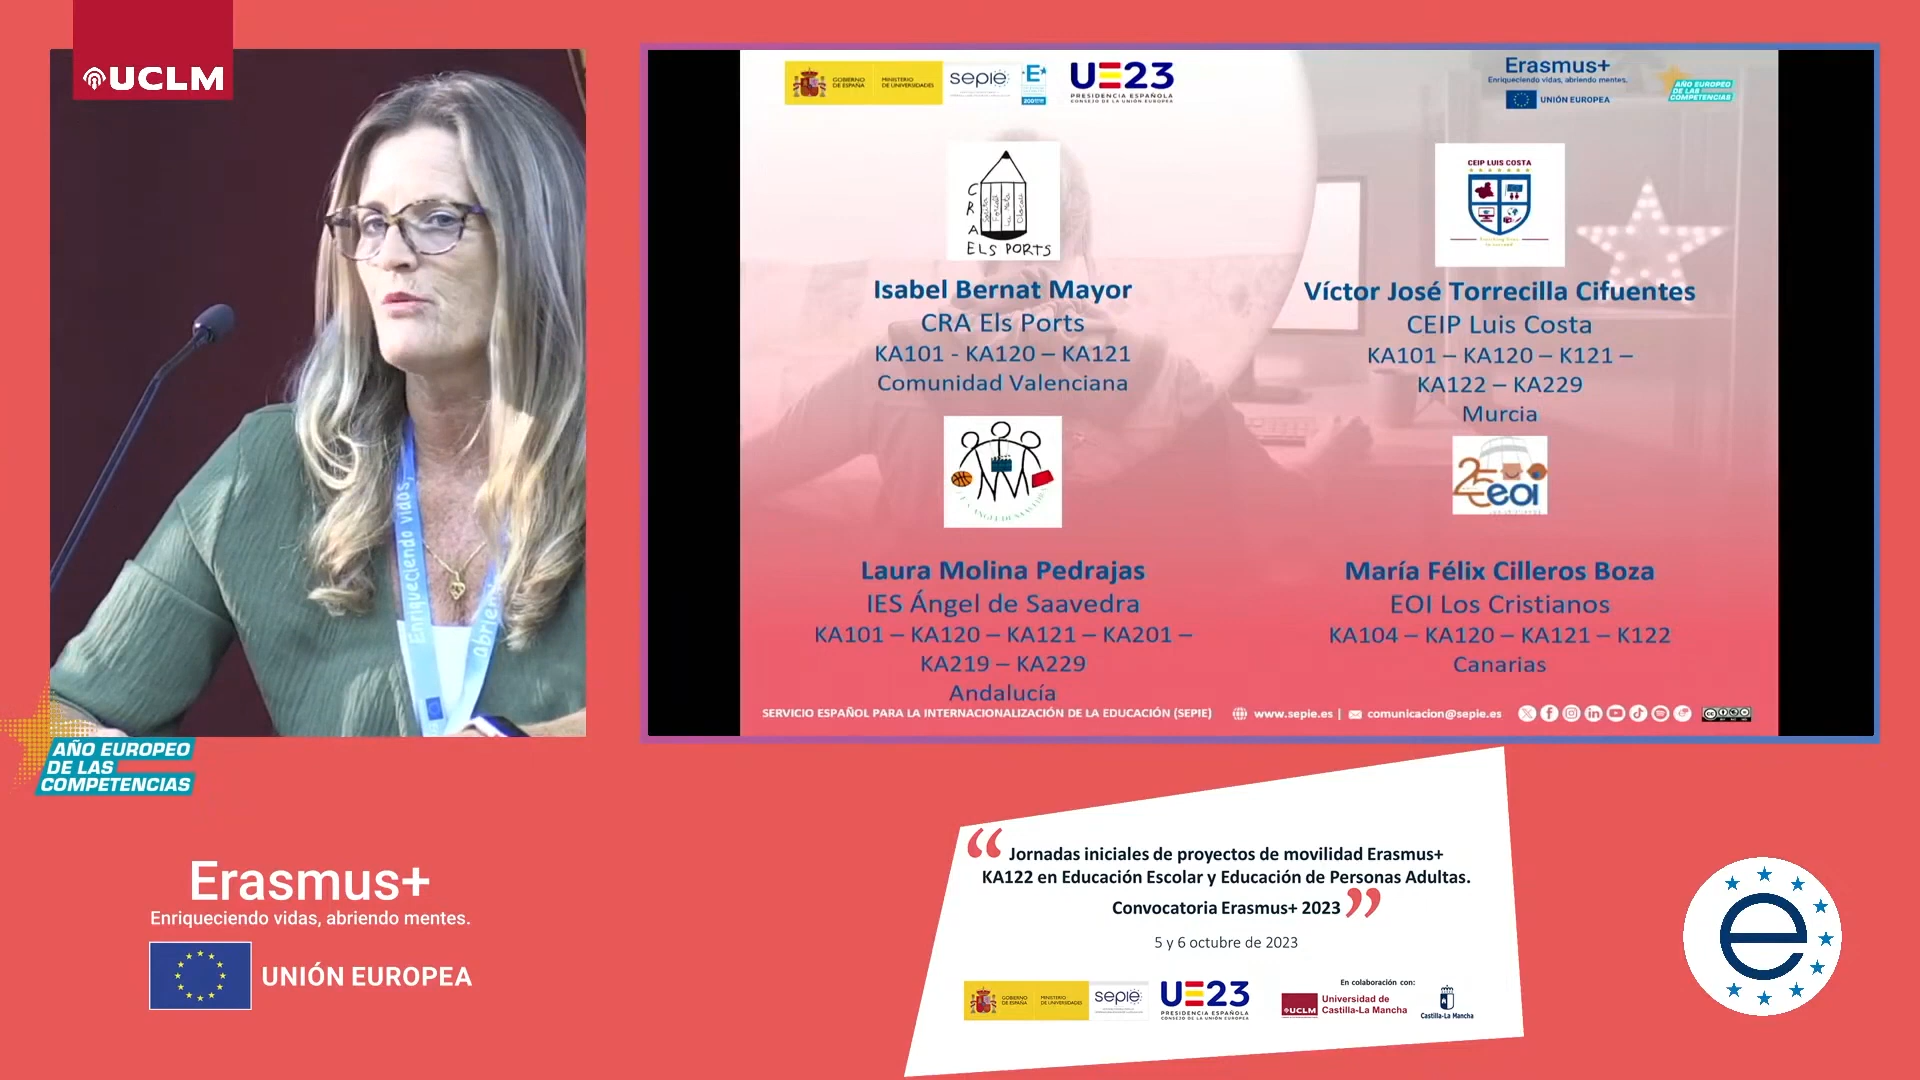 UCLM
GOBIERNO
DE ESPAÑA
MINISTERIO
DE UNIVERSIDADES
sepie
UE23
PRESIDENCIA ESPAÑOLA
CONSEJO DE LA UNIÓN EUROPEA
Erasmus+
Enriqueciendo vidas, abriendo mentes.
UNIÓN EUROPEA
AÑO EUROPEO
DE LAS
COMPETENCIAS
CRA
ELS PORTS
Isabel Bernat Mayor
CRA Els Ports
KA101 - KA120 – KA121
Comunidad Valenciana
CEIP LUIS COSTA
Víctor José Torrecilla Cifuentes
CEIP Luis Costa
KA101 – KA120 – K121 –
KA122 – KA229
Murcia
Laura Molina Pedrajas
IES Ángel de Saavedra
KA101 – KA120 – KA121 – KA201 –
KA219 – KA229
Andalucía
25 eoi
María Félix Cilleros Boza
EOI Los Cristianos
KA104 – KA120 – KA121 – K122
Canarias
SERVICIO ESPAÑOL PARA LA INTERNACIONALIZACIÓN DE LA EDUCACIÓN (SEPIE) www.sepie.es | comunicacion@sepie.es
Enriqueciendo vidas,
abrien
AÑO EUROPEO
DE LAS
COMPETENCIAS
Erasmus+
Enriqueciendo vidas, abriendo mentes.
UNIÓN EUROPEA
“Jornadas iniciales de proyectos de movilidad Erasmus+
KA122 en Educación Escolar y Educación de Personas Adultas.
Convocatoria Erasmus+ 2023”
5 y 6 octubre de 2023
GOBIERNO
DE ESPAÑA
MINISTERIO
DE UNIVERSIDADES
sepie
UE23
PRESIDENCIA ESPAÑOLA
CONSEJO DE LA UNIÓN EUROPEA
En colaboración con:
UCLM
Universidad de
Castilla-La Mancha
Castilla-La Mancha
e